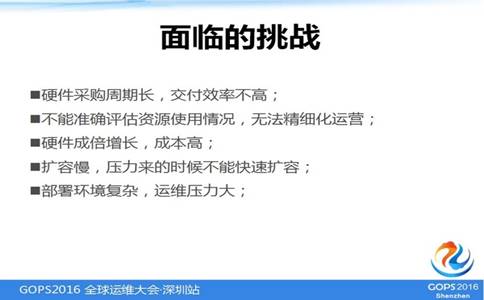 面临的挑战
■硬件采购周期长，交付效率不高；
■不能准确评估资源使用情况，无法精细化运营；
■硬件成倍增长，成本高；
■扩容慢，压力来的时候不能快速扩容；
■部署环境复杂，运维压力大；
GOPS2016 全球运维大会·深圳站
GOPS2016
Shenzhen